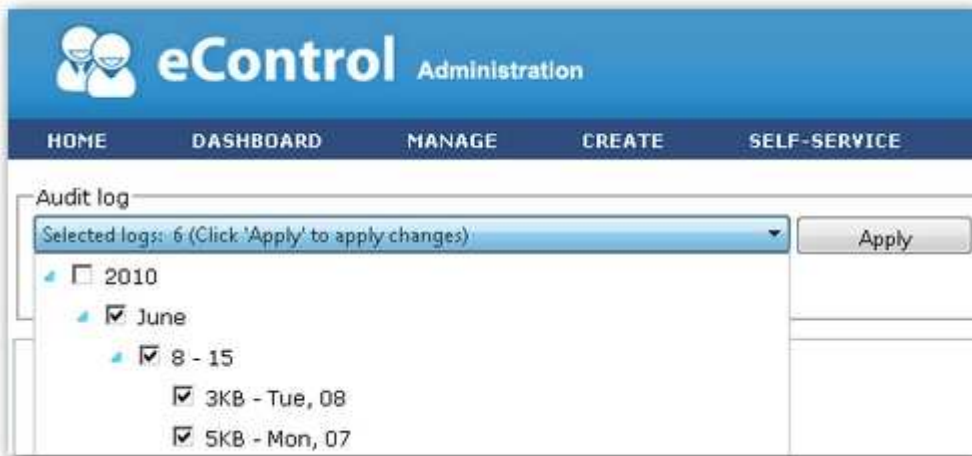 eControl Administration
HOME DASHBOARD MANAGE CREATE SELF-SERVICE
Audit log
Selected logs: 6 (Click 'Apply' to apply changes) Apply
2010
June
8 - 15
3KB - Tue, 08
5KB - Mon, 07